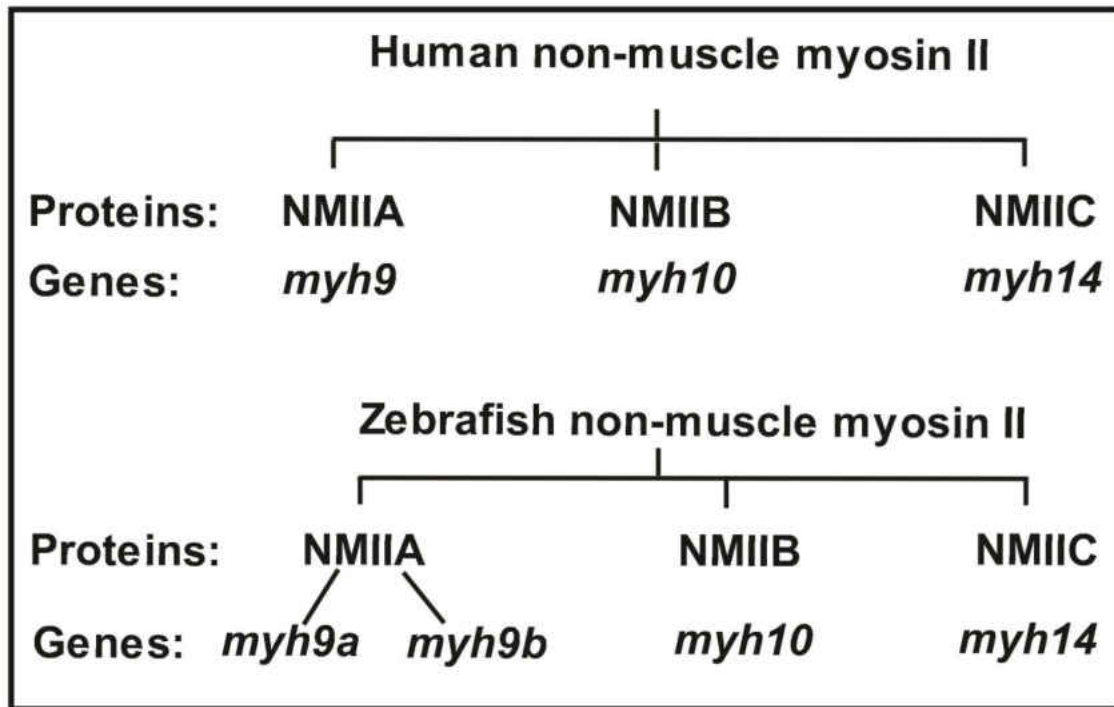 Human non-muscle myosin II
Proteins: NMIIA NMIIB NMIIC
Genes: myh9 myh10 myh14
Zebrafish non-muscle myosin II
Proteins: NMIIA NMIIB NMIIC
Genes: myh9a myh9b myh10 myh14